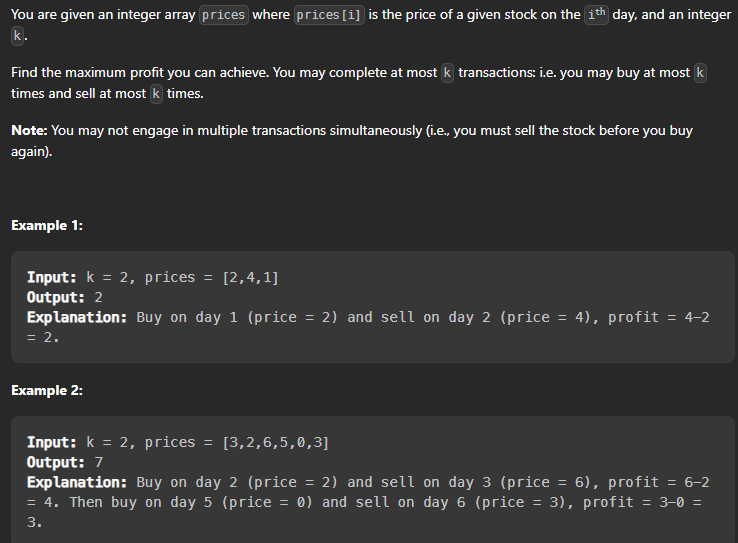 You are given an integer array prices where prices[i] is the price of a given stock on the ith day, and an integer
k.
Find the maximum profit you can achieve. You may complete at most k transactions: i.e. you may buy at most k
times and sell at most k times.
Note: You may not engage in multiple transactions simultaneously (i.e., you must sell the stock before you buy
again).
Example 1:
Input: k = 2, prices = [2,4,1]
Output: 2
Explanation: Buy on day 1 (price = 2) and sell on day 2 (price = 4), profit = 4-2
= 2.
Example 2:
Input: k = 2, prices = [3,2,6,5,0,3]
Output: 7
Explanation: Buy on day 2 (price = 2) and sell on day 3 (price = 6), profit = 6-2
= 4. Then buy on day 5 (price = 0) and sell on day 6 (price = 3), profit = 3-0 =
3.